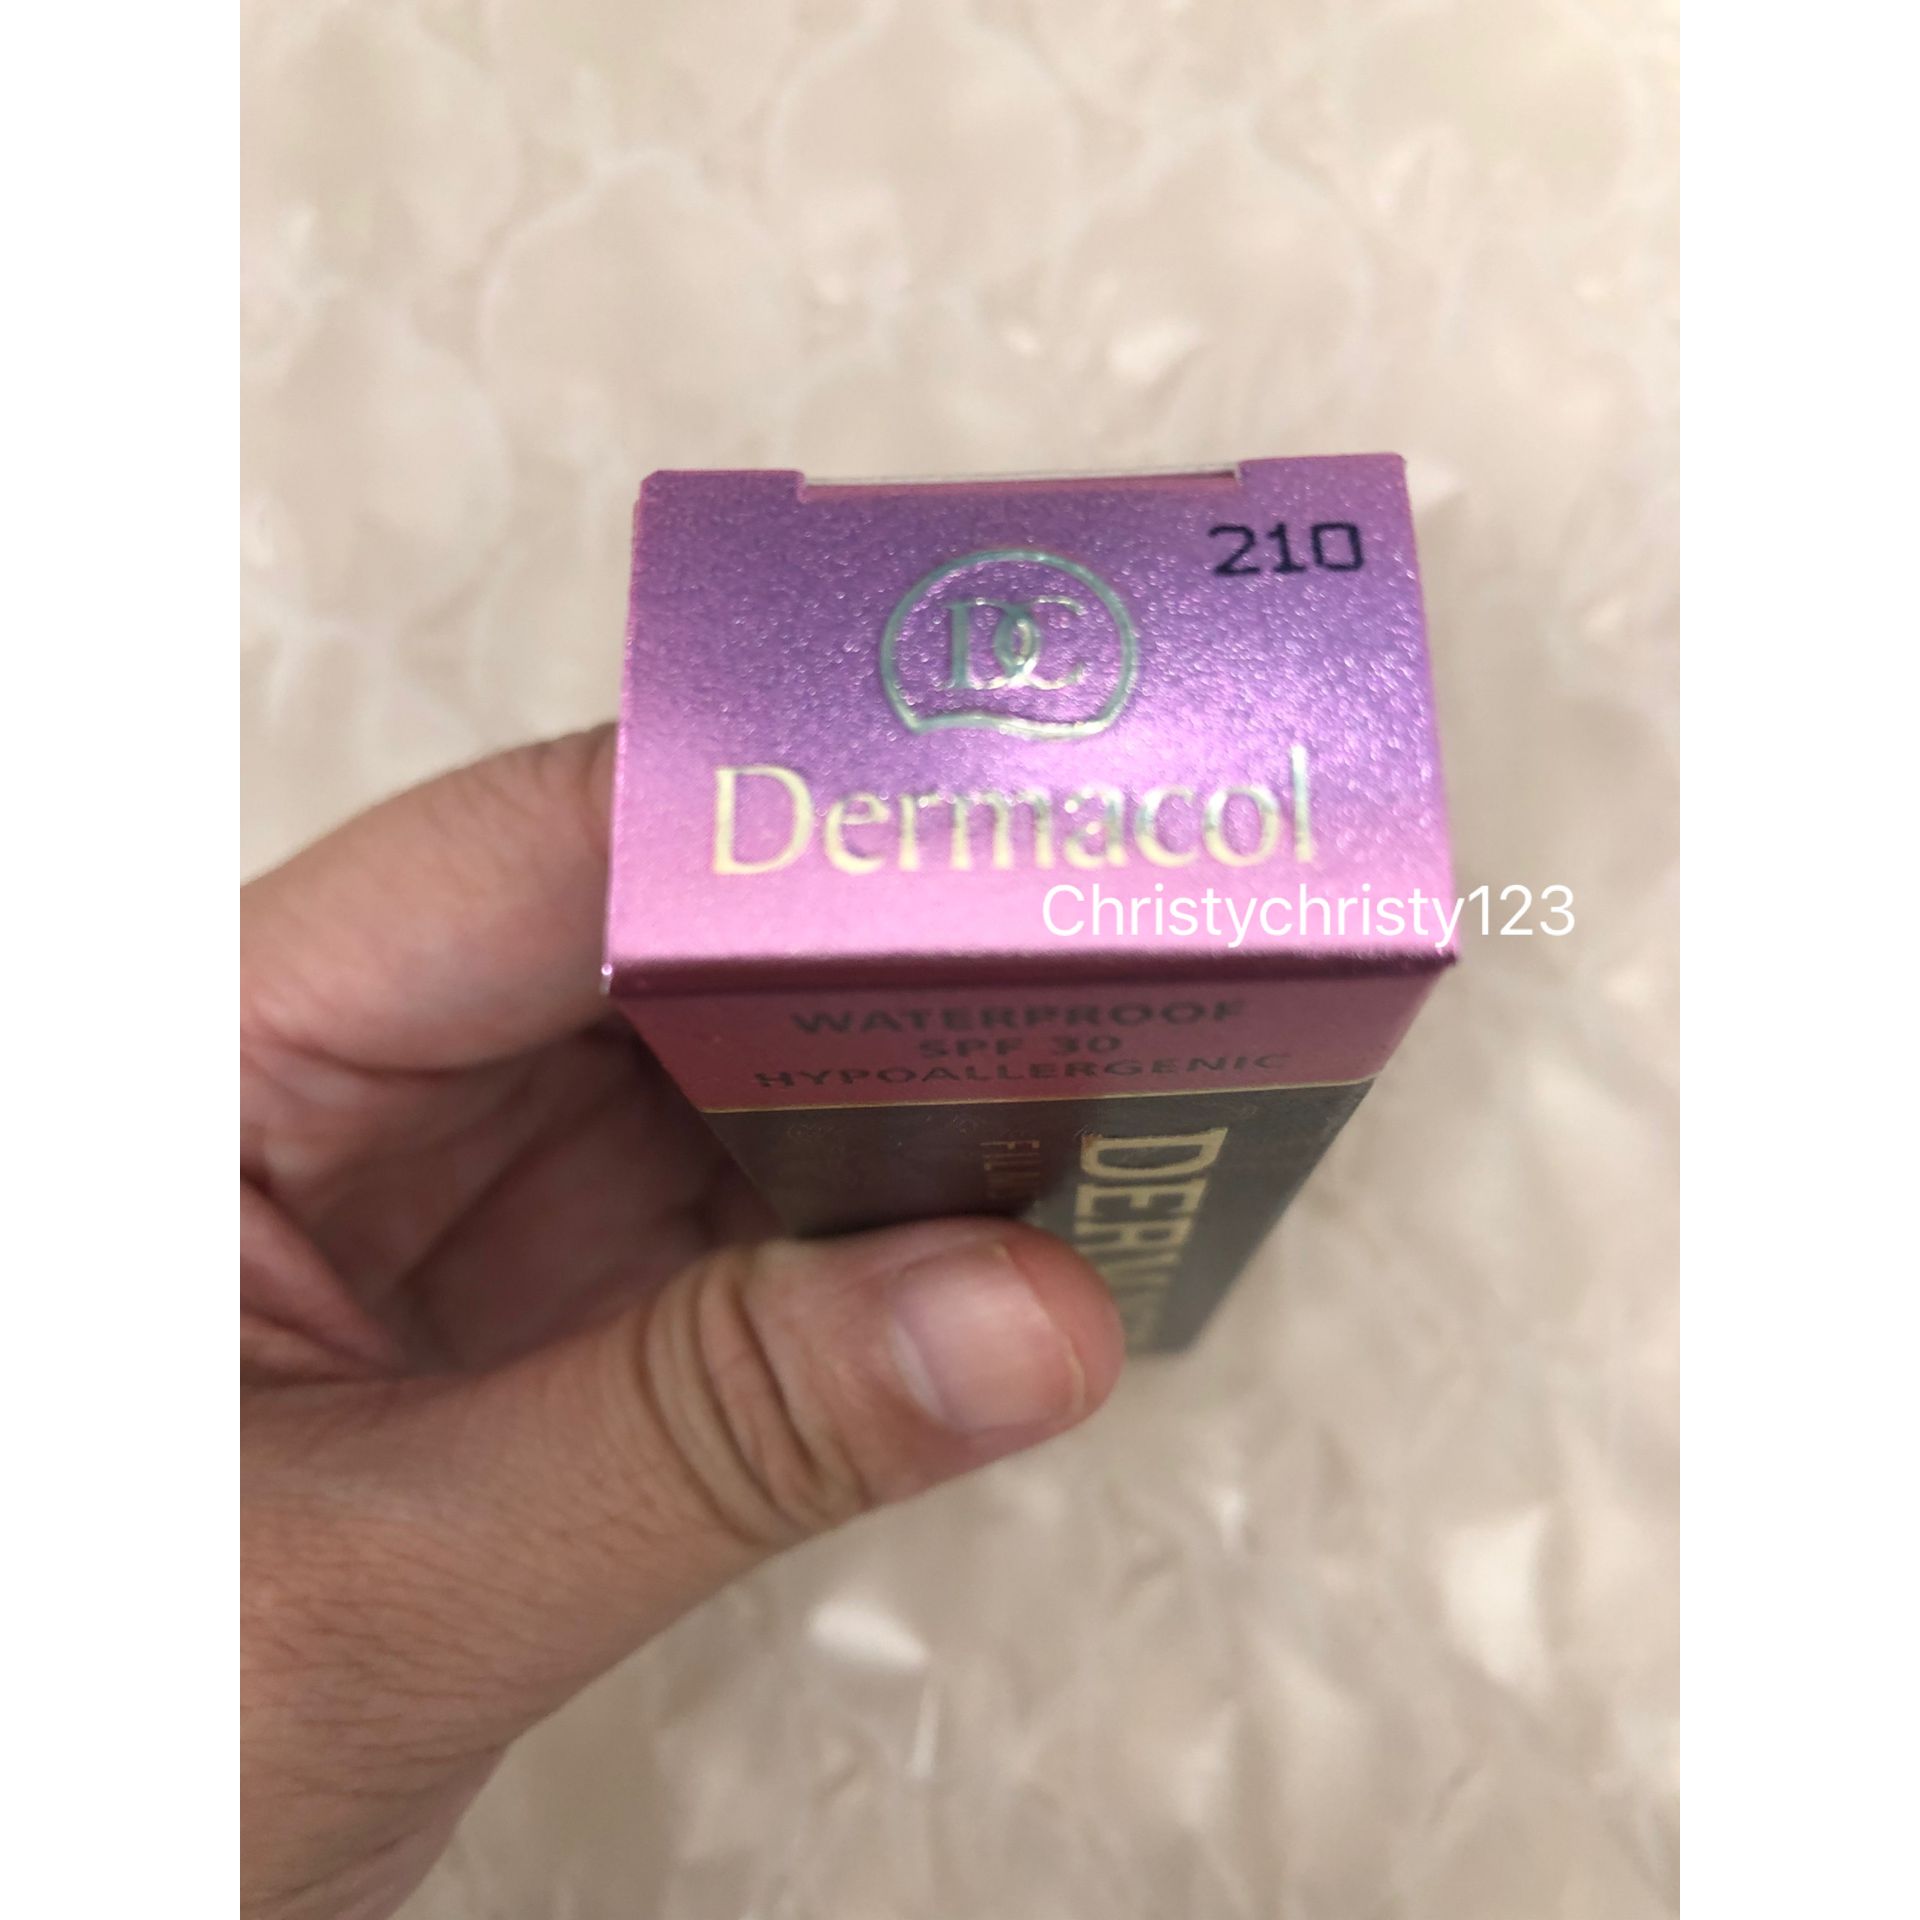 210
DC
Dermacol
Christychristy123
WATERPROOF
SPF 30
HYPOALLERGENIC